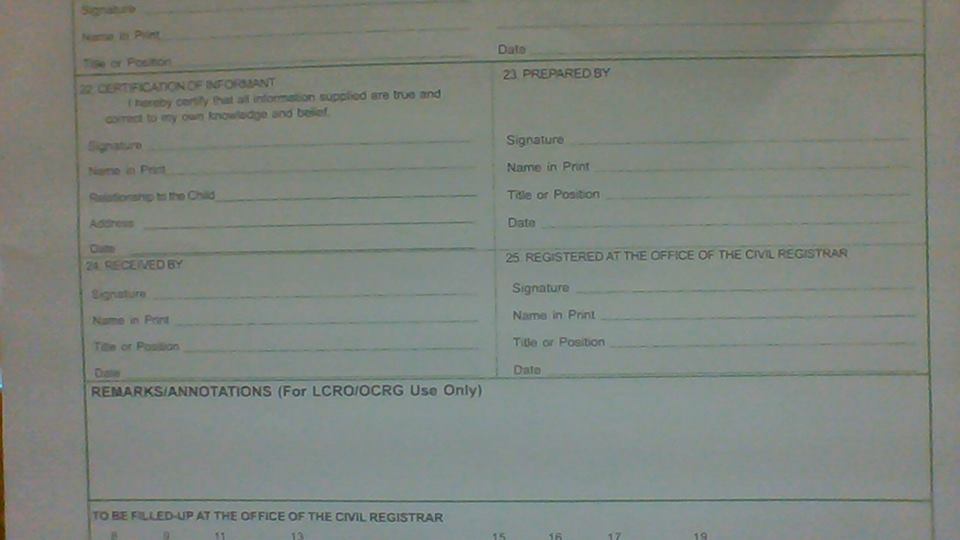 Signature
Name in Print
Title or Position
Date
22. CERTIFICATION OF INFORMANT
I hereby certify that all information supplied are true and
correct to my own knowledge and belief.
Signature
Name in Print
Relationship to the Child
Address
Date
23. PREPARED BY
Signature
Name in Print
Title or Position
Date
24. RECEIVED BY
Signature
Name in Print
Title or Position
Date
25. REGISTERED AT THE OFFICE OF THE CIVIL REGISTRAR
Signature
Name in Print
Title or Position
Date
REMARKS/ANNOTATIONS (For LCRO/OCRG Use Only)
TO BE FILLED-UP AT THE OFFICE OF THE CIVIL REGISTRAR
8 9 11 13 15 16 17 19